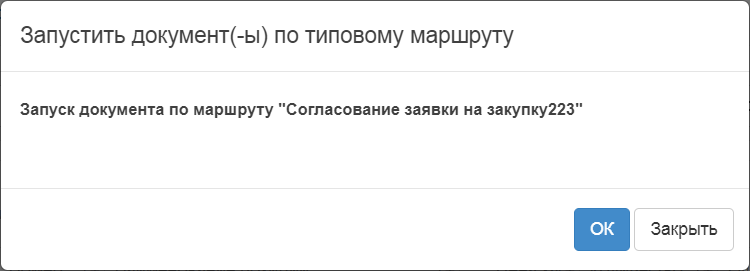 Запустить документ(-ы) по типовому маршруту
Запуск документа по маршруту "Согласование заявки на закупку223"
ОК
Закрыть